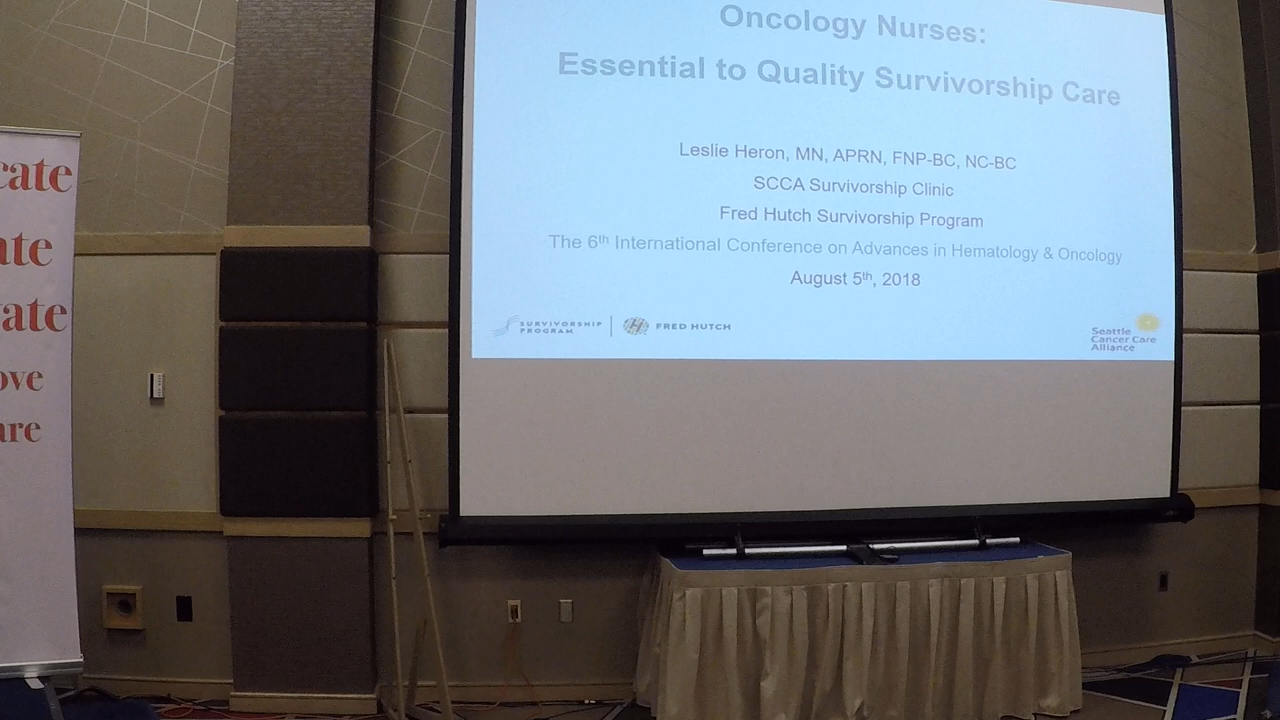 cate
ate
vate
ove
are
Oncology Nurses:
Essential to Quality Survivorship Care
Leslie Heron, MN, APRN, FNP-BC, NC-BC
SCCA Survivorship Clinic
Fred Hutch Survivorship Program
The 6th International Conference on Advances in Hematology & Oncology
August 5th, 2018
SURVIVORSHIP
PROGRAM
FRED HUTCH
Seattle
Cancer Care
Alliance